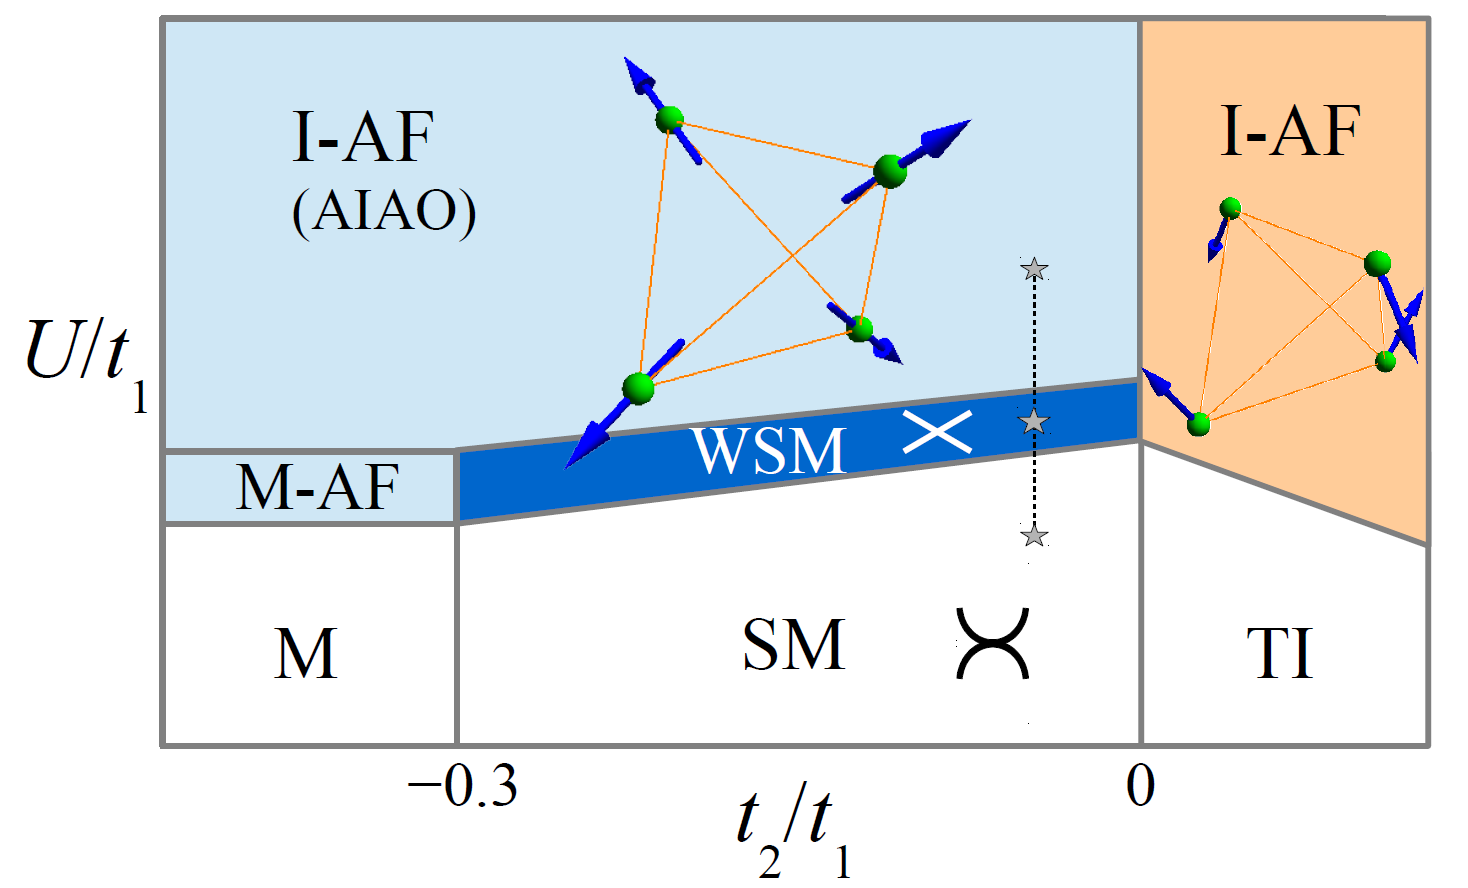 I-AF
(AIAO)
I-AF
U/t₁
WSM
M-AF
M
SM
TI
−0.3
0
t₂/t₁